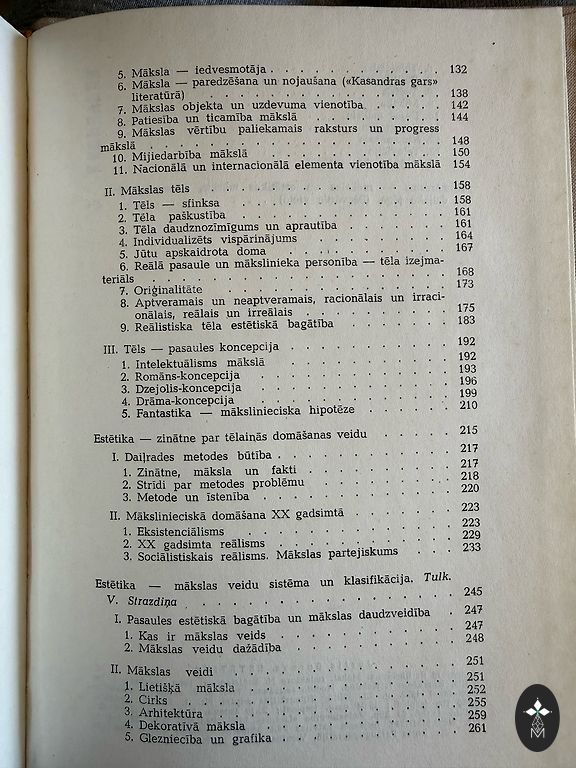 5. Māksla — iedvesmotāja . . . . . . . . . . . 132
6. Māksla — paredzēšana un nojaušana («Kasandras gars»
literatūrā) . . . . . . . . . . . . . . 138
7. Mākslas objekta un uzdevuma vienotība . . . . . 142
8. Patiesība un ticamība mākslā . . . . . . . . . 144
9. Mākslas vērtību paliekamais raksturs un progress
mākslā . . . . . . . . . . . . . . . . . 148
10. Mijiedarbība mākslā . . . . . . . . . . . 150
11. Nacionālā un internacionālā elementa vienotība mākslā 154
II. Mākslas tēls . . . . . . . . . . . . . . . 158
1. Tēls — sfinksa . . . . . . . . . . . . . 158
2. Tēla paškustība . . . . . . . . . . . . . 161
3. Tēla daudznozīmīgums un aprautība . . . . . . 161
4. Individualizēts vispārinājums . . . . . . . . 164
5. Jūtu apskaidrota doma . . . . . . . . . . 167
6. Reālā pasaule un mākslinieka personība — tēla izejma-
teriāls . . . . . . . . . . . . . . . . . 168
7. Oriģinalitāte . . . . . . . . . . . . . . 173
8. Aptveramais un neaptveramais, racionālais un irraci-
onālais, reālais un irreālais . . . . . . . . . 175
9. Reālistiska tēla estētiskā bagātība . . . . . . . 183
III. Tēls — pasaules koncepcija . . . . . . . . . . 192
1. Intelektuālisms mākslā . . . . . . . . . . 192
2. Romāns-koncepcija . . . . . . . . . . . . 193
3. Dzejolis-koncepcija . . . . . . . . . . . . 196
4. Drāma-koncepcija . . . . . . . . . . . . 199
5. Fantastika — mākslinieciska hipotēze . . . . . . 210
Estētika — zinātne par tēlainās domāšanas veidu . . . . . 215
I. Daiļrades metodes būtība . . . . . . . . . . . 217
1. Zinātne, māksla un fakti . . . . . . . . . 217
2. Strīdi par metodes problēmu . . . . . . . . 218
3. Metode un īstenība . . . . . . . . . . . . 220
II. Mākslinieciskā domāšana XX gadsimtā . . . . . . . 223
1. Eksistenciālisms . . . . . . . . . . . . . 223
2. XX gadsimta reālisms . . . . . . . . . . . 229
3. Sociālistiskais reālisms. Mākslas partejiskums . . . 233
Estētika — mākslas veidu sistēma un klasifikācija. Tulk.
V. Strazdiņa . . . . . . . . . . . . . . . . 245
I. Pasaules estētiskā bagātība un mākslas daudzveidība . 247
1. Kas ir mākslas veids . . . . . . . . . . . 247
2. Mākslas veidu dažādība . . . . . . . . . . 248
II. Mākslas veidi . . . . . . . . . . . . . . . 251
1. Lietišķā māksla . . . . . . . . . . . . . 251
2. Cirks . . . . . . . . . . . . . . . . . 252
3. Arhitektūra . . . . . . . . . . . . . . . 255
4. Dekoratīvā māksla . . . . . . . . . . . . 259
5. Glezniecība un grafika . . . . . . . . . . . 261